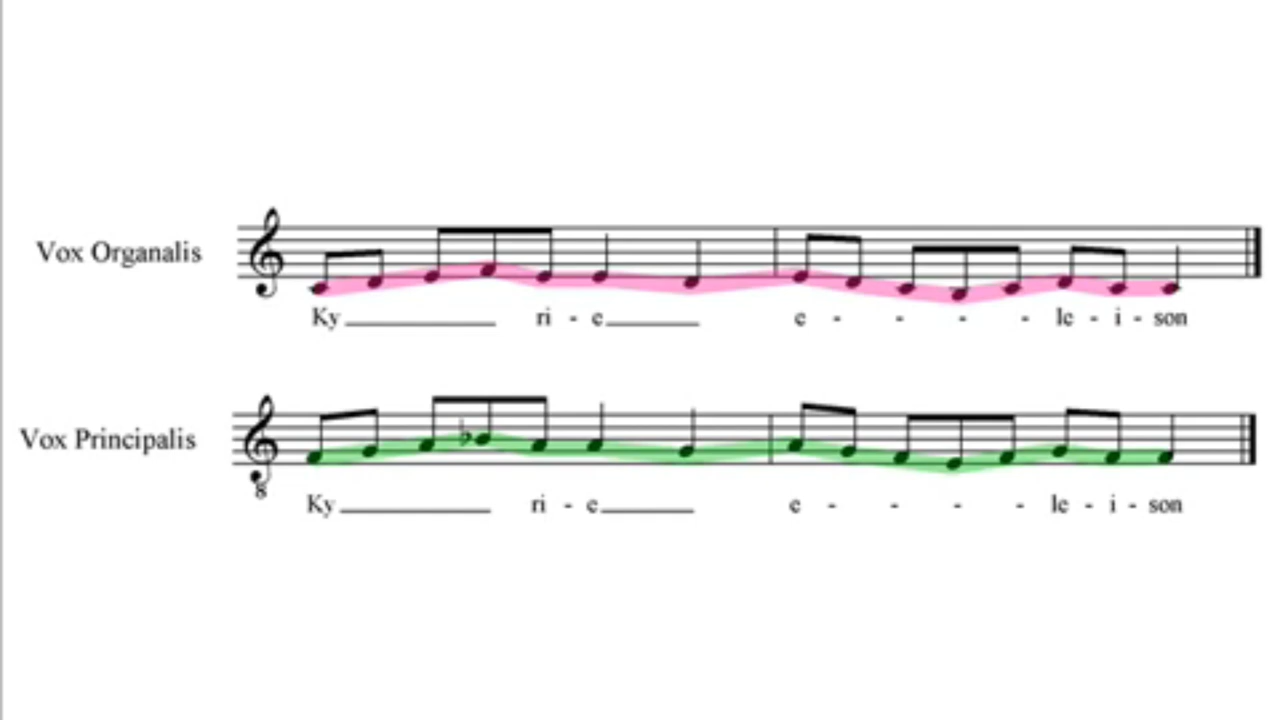 Vox Organalis
Ky ri - e e - - - - le - i - son
Vox Principalis
8
Ky ri - e e - - - - le - i - son